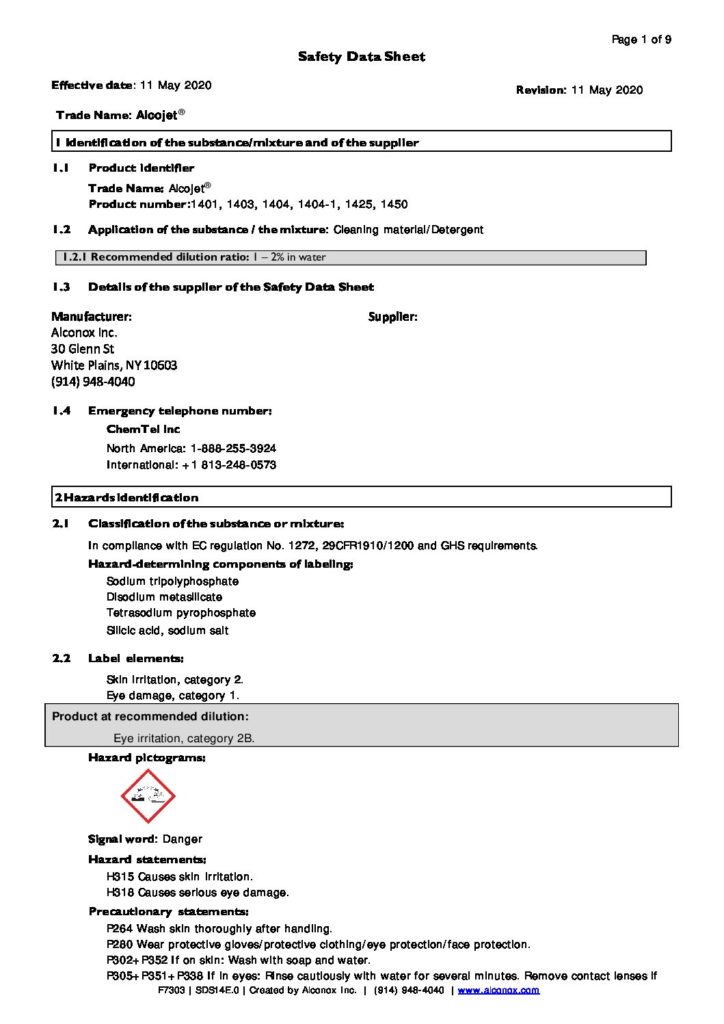 Page 1 of 9
Safety Data Sheet
Effective date: 11 May 2020
Revision: 11 May 2020
Trade Name: Alcojet®
1 Identification of the substance/mixture and of the supplier
1.1 Product identifier
Trade Name: Alcojet®
Product number:1401, 1403, 1404, 1404-1, 1425, 1450
1.2 Application of the substance / the mixture: Cleaning material/Detergent
1.2.1 Recommended dilution ratio: 1 – 2% in water
1.3 Details of the supplier of the Safety Data Sheet
Manufacturer: Supplier:
Alconox Inc.
30 Glenn St
White Plains, NY 10603
(914) 948-4040
1.4 Emergency telephone number:
ChemTel Inc
North America: 1-888-255-3924
International: +1 813-248-0573
2 Hazards identification
2.1 Classification of the substance or mixture:
In compliance with EC regulation No. 1272, 29CFR1910/1200 and GHS requirements.
Hazard-determining components of labeling:
Sodium tripolyphosphate
Disodium metasilicate
Tetrasodium pyrophosphate
Silicic acid, sodium salt
2.2 Label elements:
Skin irritation, category 2.
Eye damage, category 1.
Product at recommended dilution:
Eye irritation, category 2B.
Hazard pictograms:
Signal word: Danger
Hazard statements:
H315 Causes skin irritation.
H318 Causes serious eye damage.
Precautionary statements:
P264 Wash skin thoroughly after handling.
P280 Wear protective gloves/protective clothing/eye protection/face protection.
P302+P352 If on skin: Wash with soap and water.
P305+P351+P338 If in eyes: Rinse cautiously with water for several minutes. Remove contact lenses if
F7303 | SDS14E.0 | Created by Alconox Inc. | (914) 948-4040 | www.alconox.com